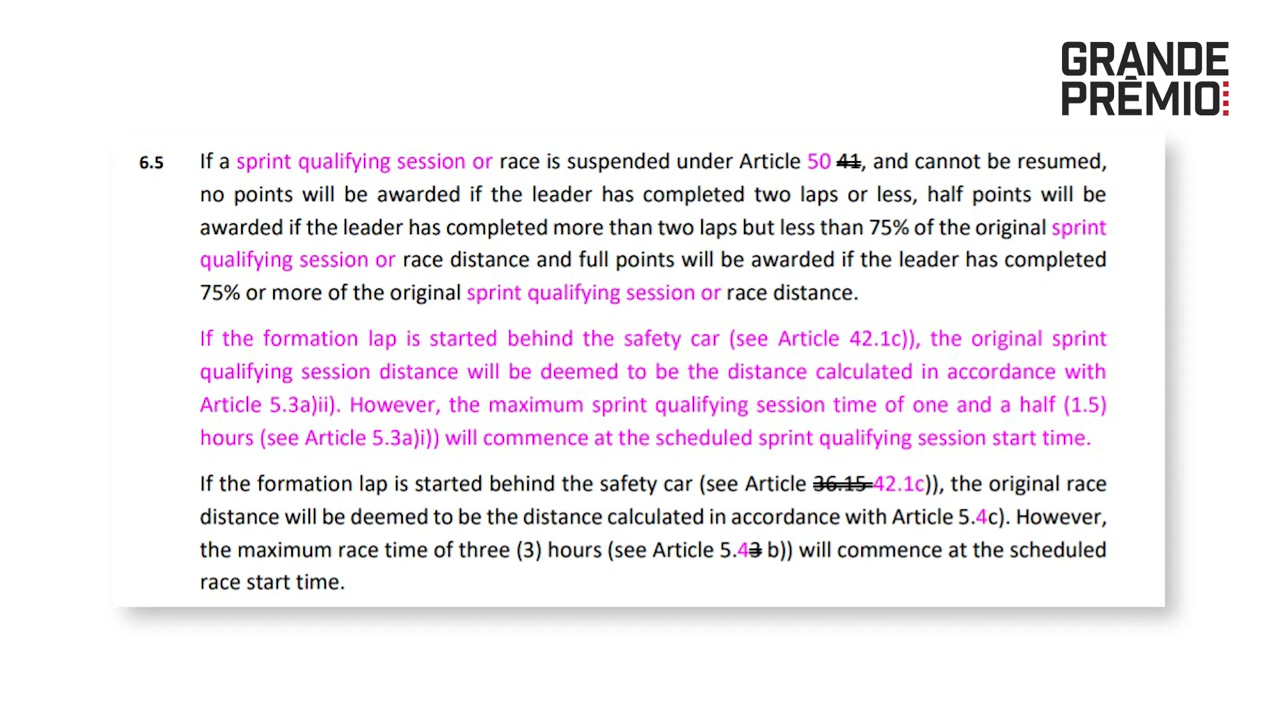 GRANDE
PRÊMIO
6.5 If a sprint qualifying session or race is suspended under Article 50 41, and cannot be resumed,
no points will be awarded if the leader has completed two laps or less, half points will be
awarded if the leader has completed more than two laps but less than 75% of the original sprint
qualifying session or race distance and full points will be awarded if the leader has completed
75% or more of the original sprint qualifying session or race distance.
If the formation lap is started behind the safety car (see Article 42.1c)), the original sprint
qualifying session distance will be deemed to be the distance calculated in accordance with
Article 5.3a)ii). However, the maximum sprint qualifying session time of one and a half (1.5)
hours (see Article 5.3a)i)) will commence at the scheduled sprint qualifying session start time.
If the formation lap is started behind the safety car (see Article 36.15 42.1c)), the original race
distance will be deemed to be the distance calculated in accordance with Article 5.4c). However,
the maximum race time of three (3) hours (see Article 5.43 b)) will commence at the scheduled
race start time.